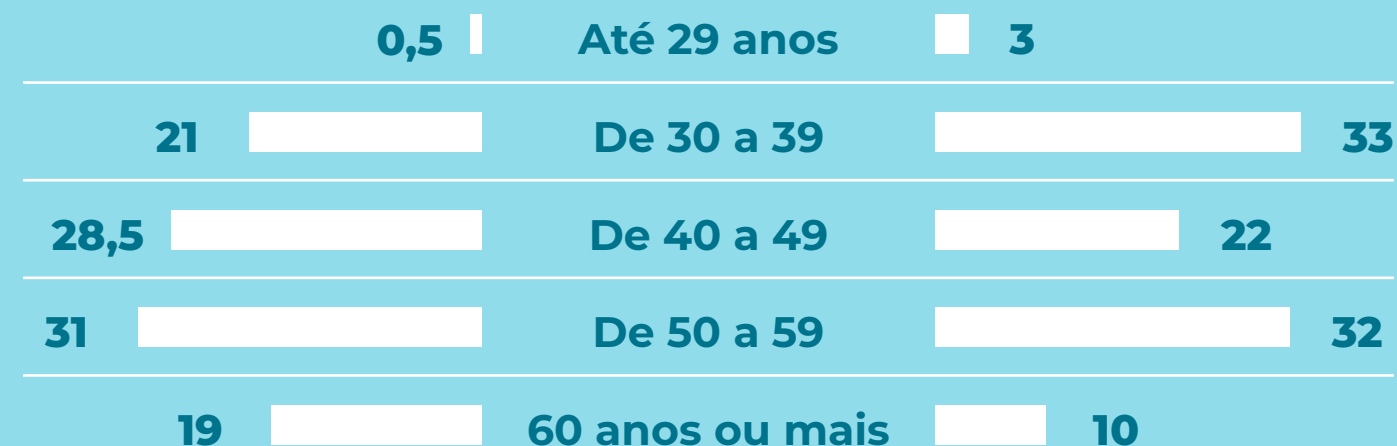 0,5 Até 29 anos 3
21 De 30 a 39 33
28,5 De 40 a 49 22
31 De 50 a 59 32
19 60 anos ou mais 10